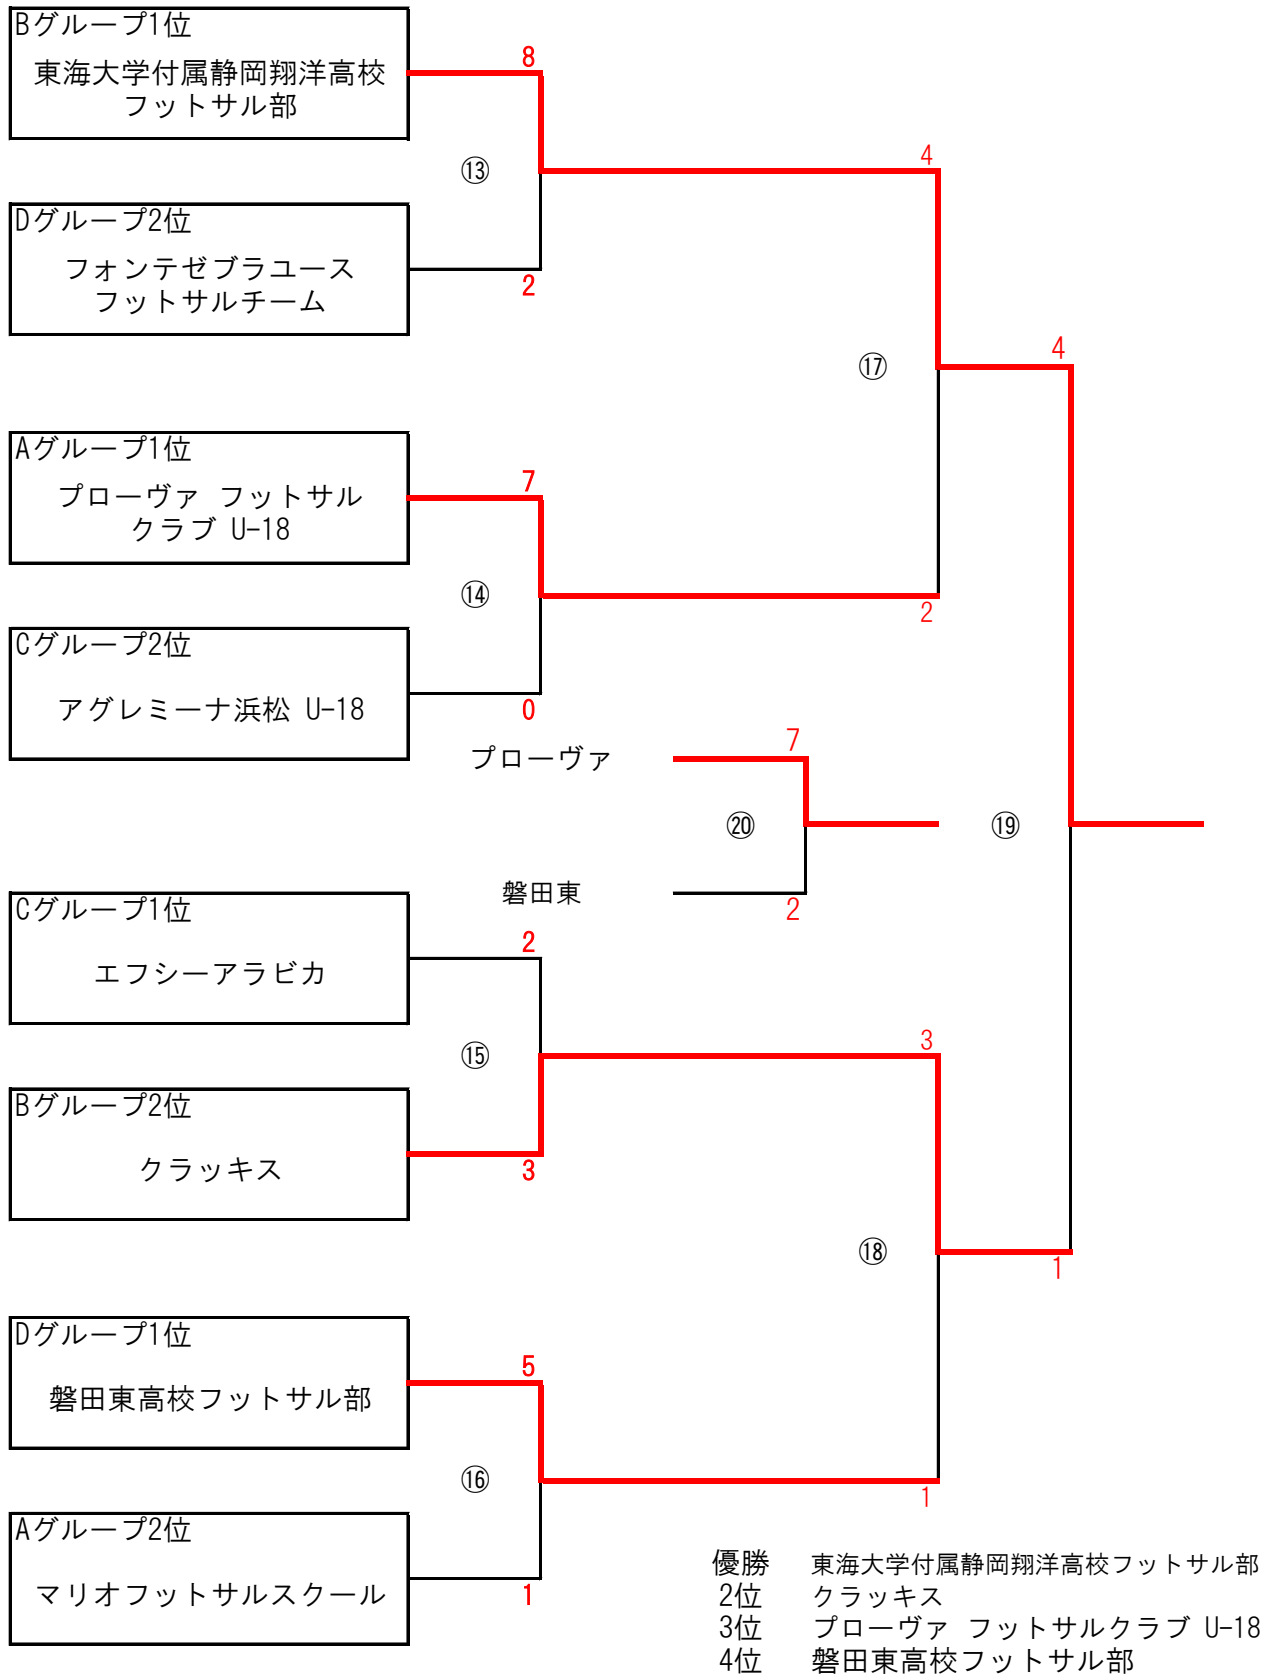 Bグループ1位
東海大学付属静岡翔洋高校
フットサル部
8
⑬
4
Dグループ2位
フォンテゼブラユース
フットサルチーム
2
⑰
4
Aグループ1位
プローヴァ フットサル
クラブ U-18
7
⑭
2
Cグループ2位
アグレミーナ浜松 U-18
0
プローヴァ
7
⑳
⑲
磐田東
2
Cグループ1位
エフシーアラビカ
2
⑮
3
Bグループ2位
クラッキス
3
⑱
1
Dグループ1位
磐田東高校フットサル部
5
⑯
1
Aグループ2位
マリオフットサルスクール
1
優勝 東海大学付属静岡翔洋高校フットサル部
2位 クラッキス
3位 プローヴァ フットサルクラブ U-18
4位 磐田東高校フットサル部